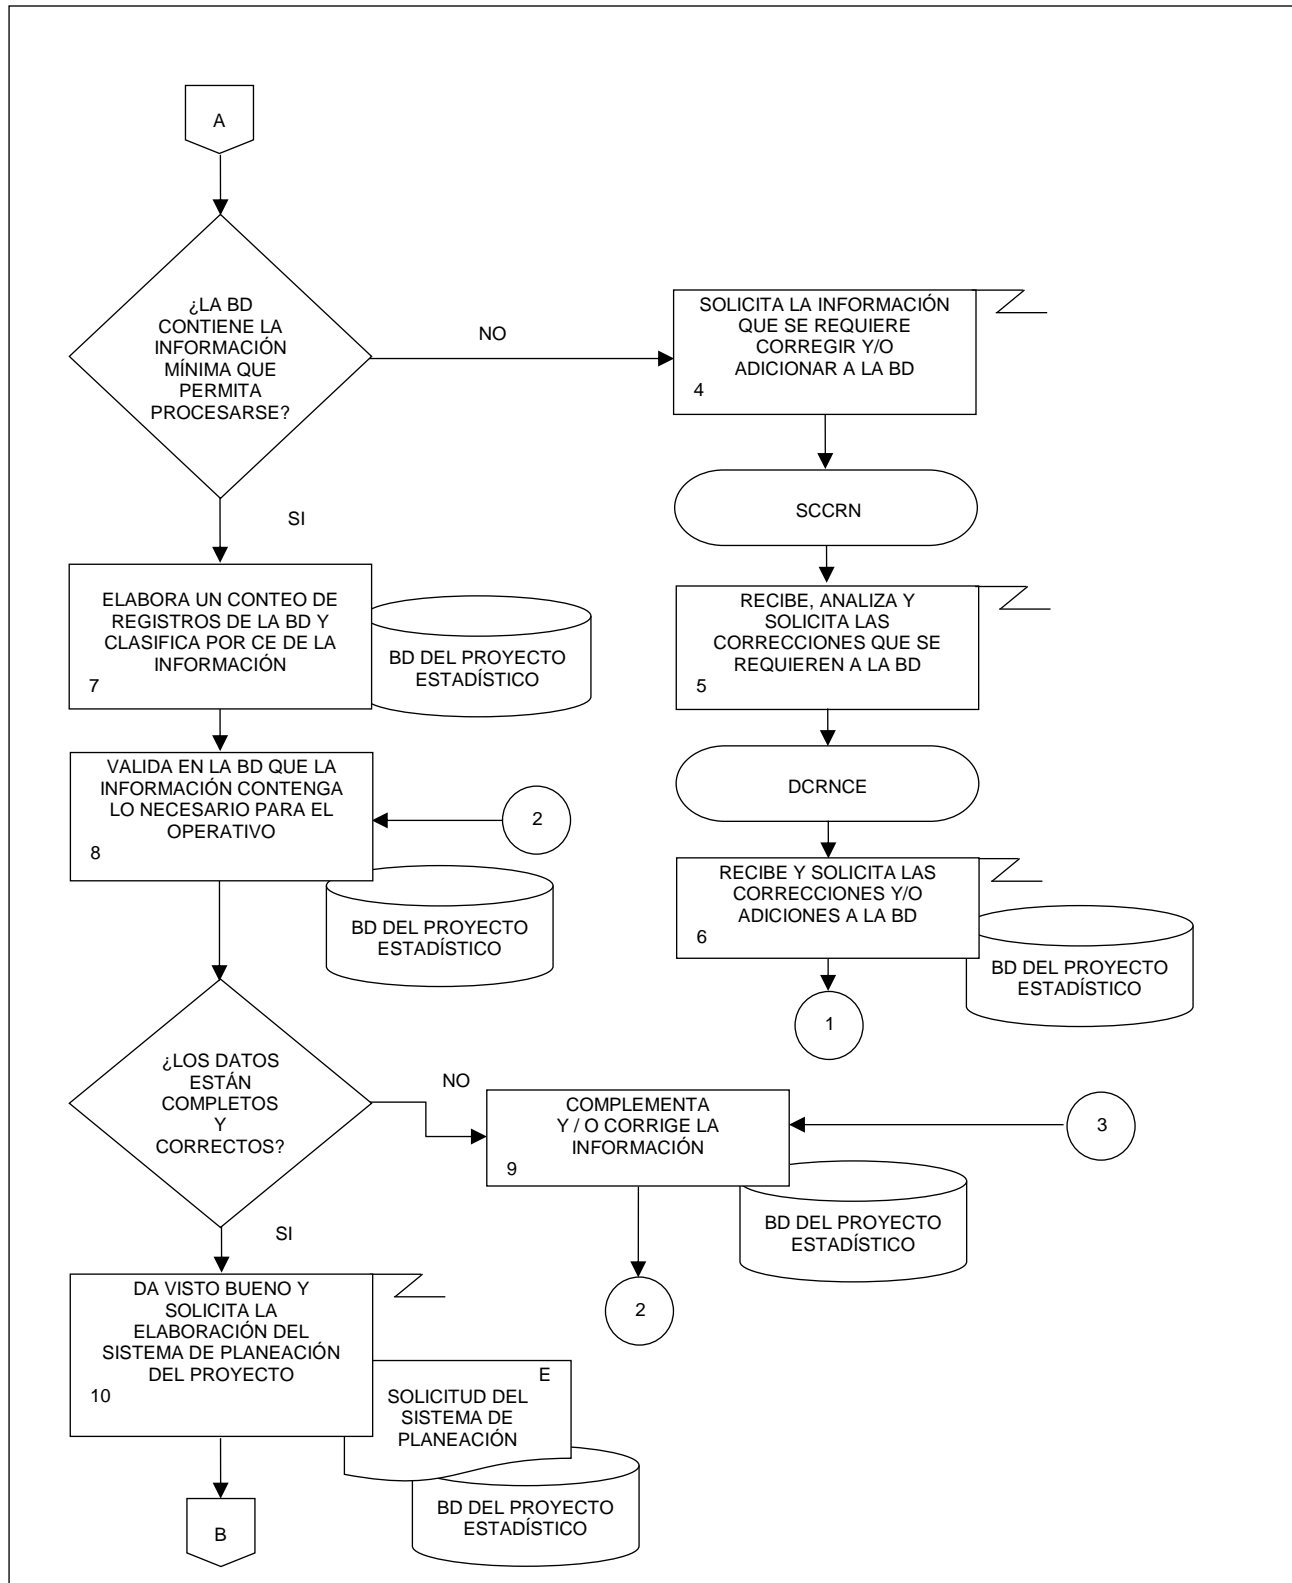 A
¿LA BD
CONTIENE LA
INFORMACIÓN
MÍNIMA QUE
PERMITA
PROCESARSE?
NO
SOLICITA LA INFORMACIÓN
QUE SE REQUIERE
CORREGIR Y/O
ADICIONAR A LA BD
4
SCCRN
RECIBE, ANALIZA Y
SOLICITA LAS
CORRECCIONES QUE SE
REQUIEREN A LA BD
5
DCRNCE
RECIBE Y SOLICITA LAS
CORRECCIONES Y/O
ADICIONES A LA BD
6
BD DEL PROYECTO
ESTADÍSTICO
1
SI
ELABORA UN CONTEO DE
REGISTROS DE LA BD Y
CLASIFICA POR CE DE LA
INFORMACIÓN
7
BD DEL PROYECTO
ESTADÍSTICO
VALIDA EN LA BD QUE LA
INFORMACIÓN CONTENGA
LO NECESARIO PARA EL
OPERATIVO
8
2
BD DEL PROYECTO
ESTADÍSTICO
¿LOS DATOS
ESTÁN
COMPLETOS
Y
CORRECTOS?
NO
COMPLEMENTA
Y / O CORRIGE LA
INFORMACIÓN
9
3
BD DEL PROYECTO
ESTADÍSTICO
2
SI
DA VISTO BUENO Y
SOLICITA LA
ELABORACIÓN DEL
SISTEMA DE PLANEACIÓN
DEL PROYECTO
10
E
SOLICITUD DEL
SISTEMA DE
PLANEACIÓN
BD DEL PROYECTO
ESTADÍSTICO
B